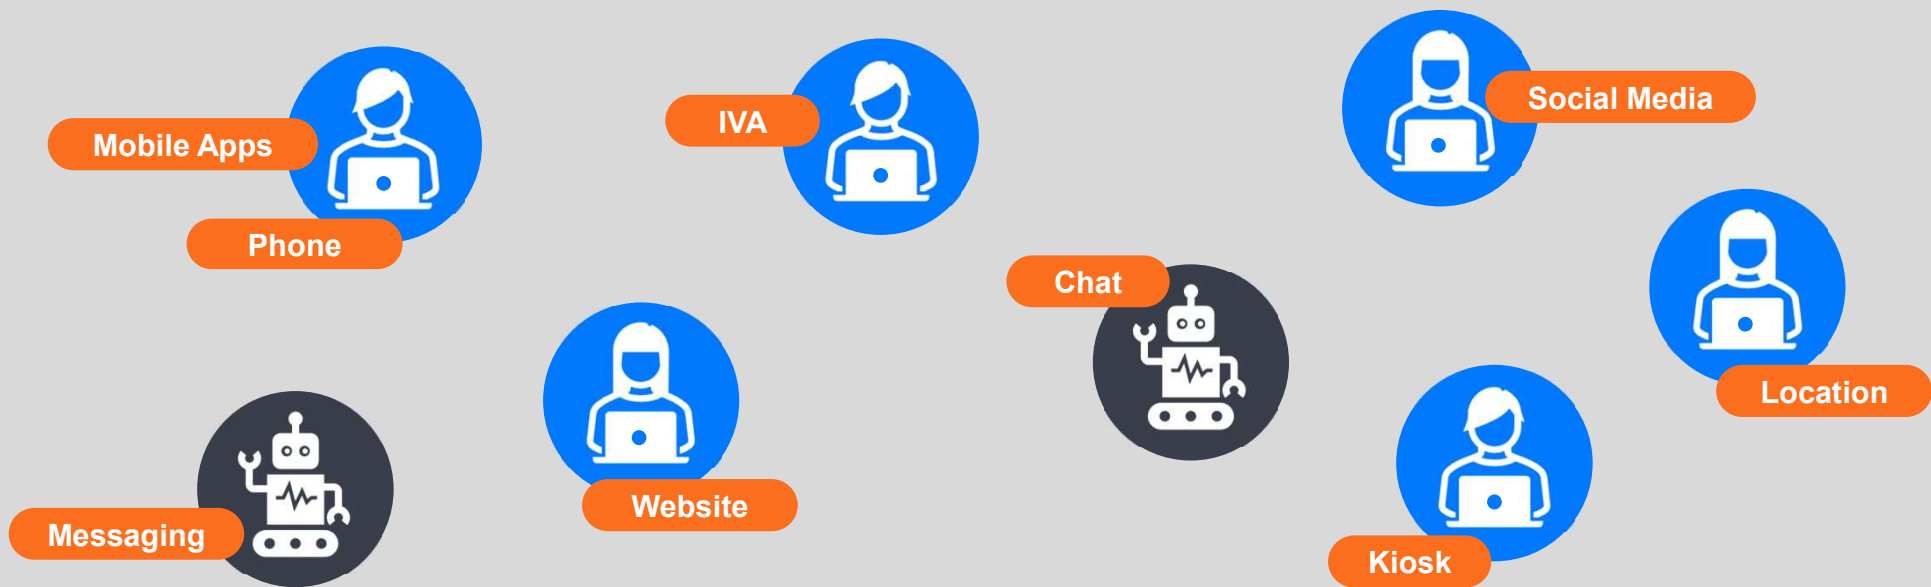 Mobile Apps
Phone
IVA
Social Media
Chat
Location
Messaging
Website
Kiosk